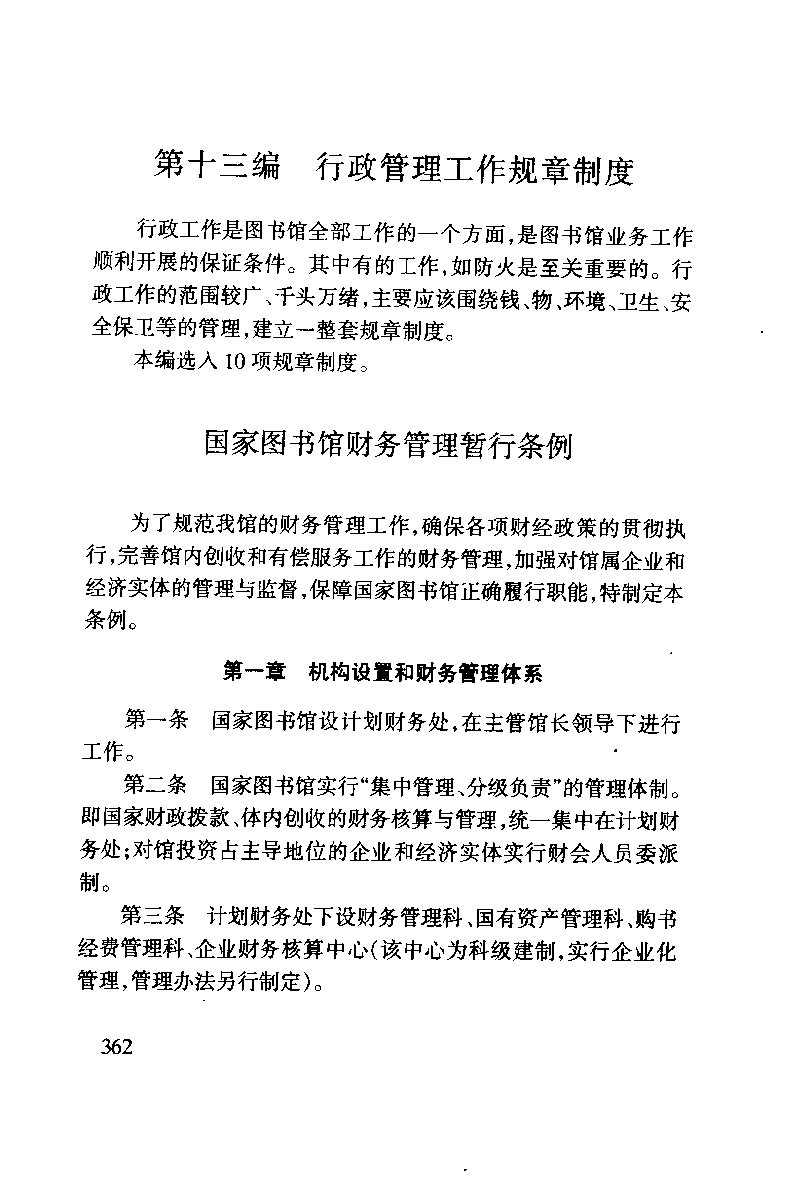 第十三编　行政管理工作规章制度
行政工作是图书馆全部工作的一个方面,是图书馆业务工作
顺利开展的保证条件。其中有的工作,如防火是至关重要的。行
政工作的范围较广、千头万绪,主要应该围绕钱、物、环境、卫生、安
全保卫等的管理,建立一整套规章制度。
本编选入10项规章制度。
国家图书馆财务管理暂行条例
为了规范我馆的财务管理工作,确保各项财经政策的贯彻执
行,完善馆内创收和有偿服务工作的财务管理,加强对馆属企业和
经济实体的管理与监督,保障国家图书馆正确履行职能,特制定本
条例。
第一章　机构设置和财务管理体系
第一条　国家图书馆设计划财务处,在主管馆长领导下进行
工作。
第二条　国家图书馆实行“集中管理、分级负责”的管理体制。
即国家财政拨款、体内创收的财务核算与管理,统一集中在计划财
务处;对馆投资占主导地位的企业和经济实体实行财会人员委派
制。
第三条　计划财务处下设财务管理科、国有资产管理科、购书
经费管理科、企业财务核算中心(该中心为科级建制,实行企业化
管理,管理办法另行制定)。
362